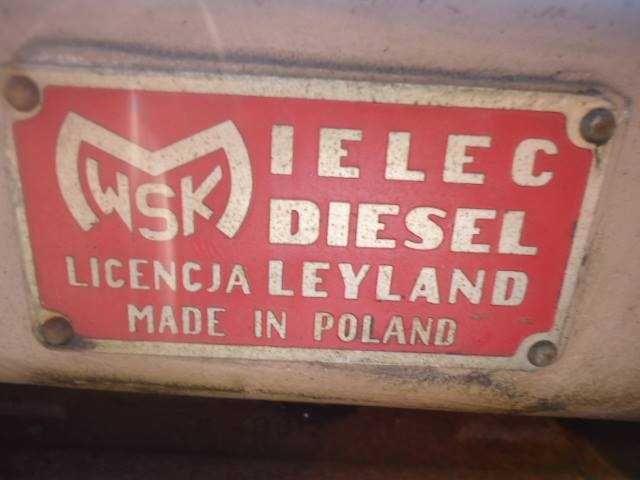 MIELEC
WSK DIESEL
LICENCJA LEYLAND
MADE IN POLAND